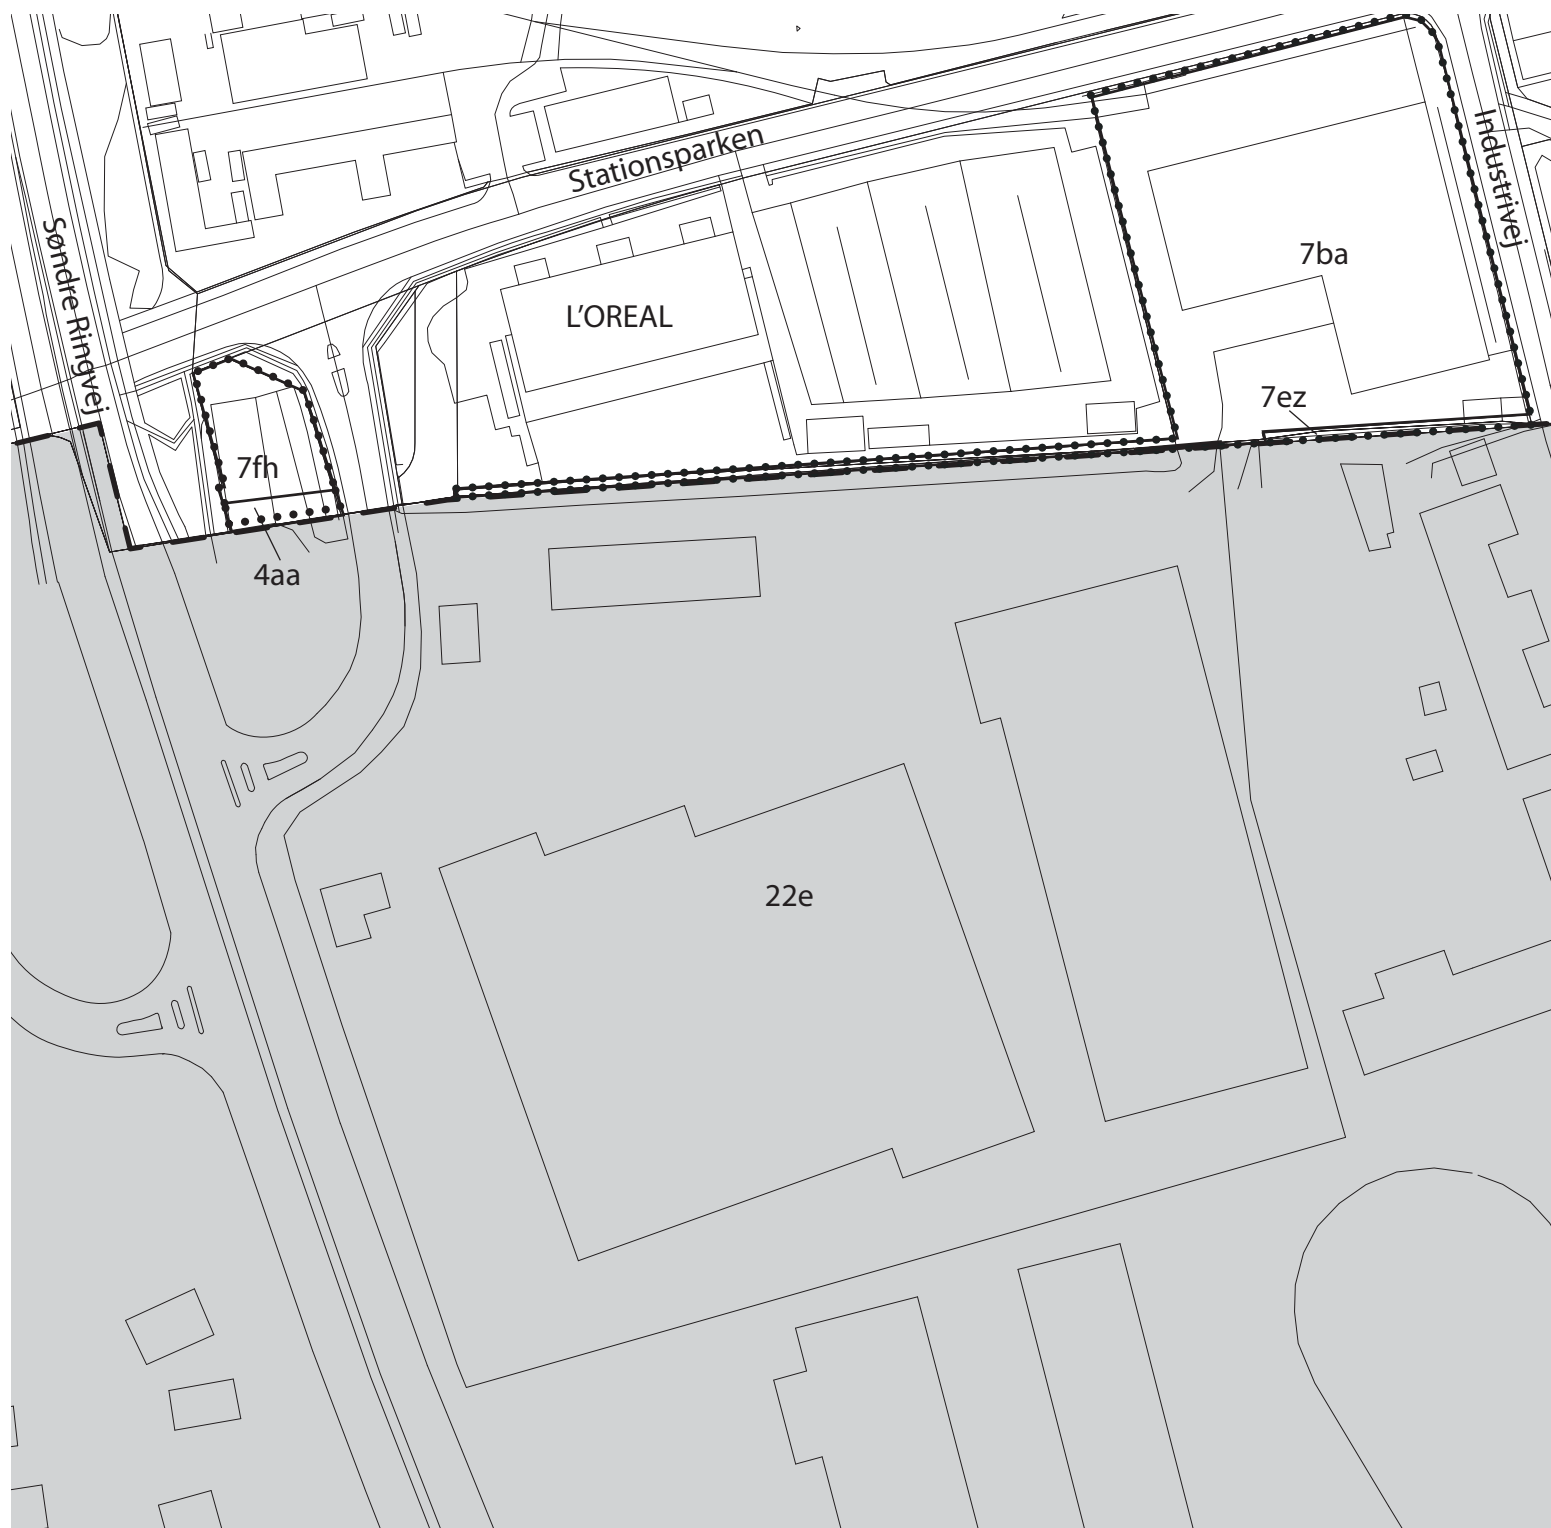 Stationsparken
Industrivej
Søndre Ringvej
7ba
L'OREAL
7ez
7fh
4aa
22e